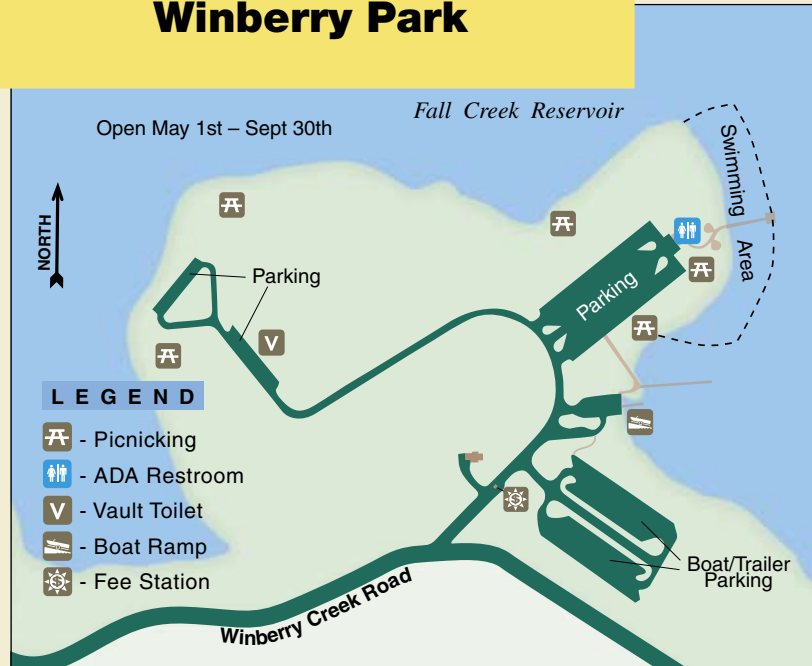 Winberry Park
Fall Creek Reservoir
Open May 1st – Sept 30th
Swimming
Area
NORTH
Parking
Parking
V
LEGEND
- Picnicking
- ADA Restroom
V - Vault Toilet
- Boat Ramp
$ - Fee Station
$
Boat/Trailer
Parking
Winberry Creek Road